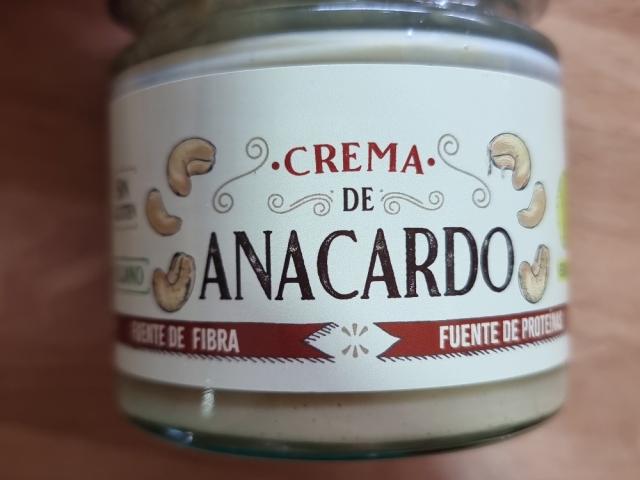 CREMA
DE
ANACARDO
FUENTE DE FIBRA
FUENTE DE PROTEÍNAS